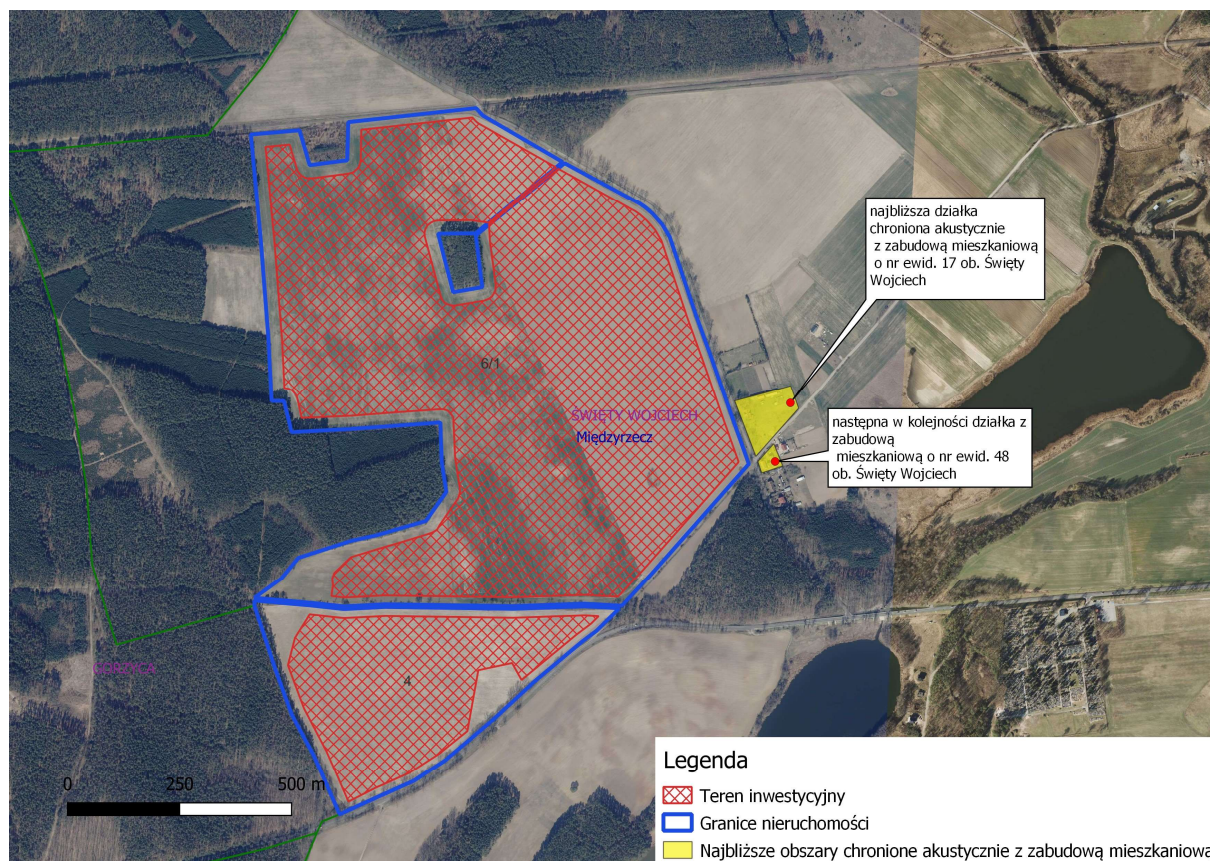 najbliższa działka
chroniona akustycznie
z zabudową mieszkaniową
o nr ewid. 17 ob. Święty
Wojciech
6/1
ŚWIĘTY WOJCIECH
Międzyrzecz
następna w kolejności działka z
zabudową
mieszkaniową o nr ewid. 48
ob. Święty Wojciech
GORZYCA
4
0 250 500 m
Legenda
Teren inwestycyjny
Granice nieruchomości
Najbliższe obszary chronione akustycznie z zabudową mieszkaniową